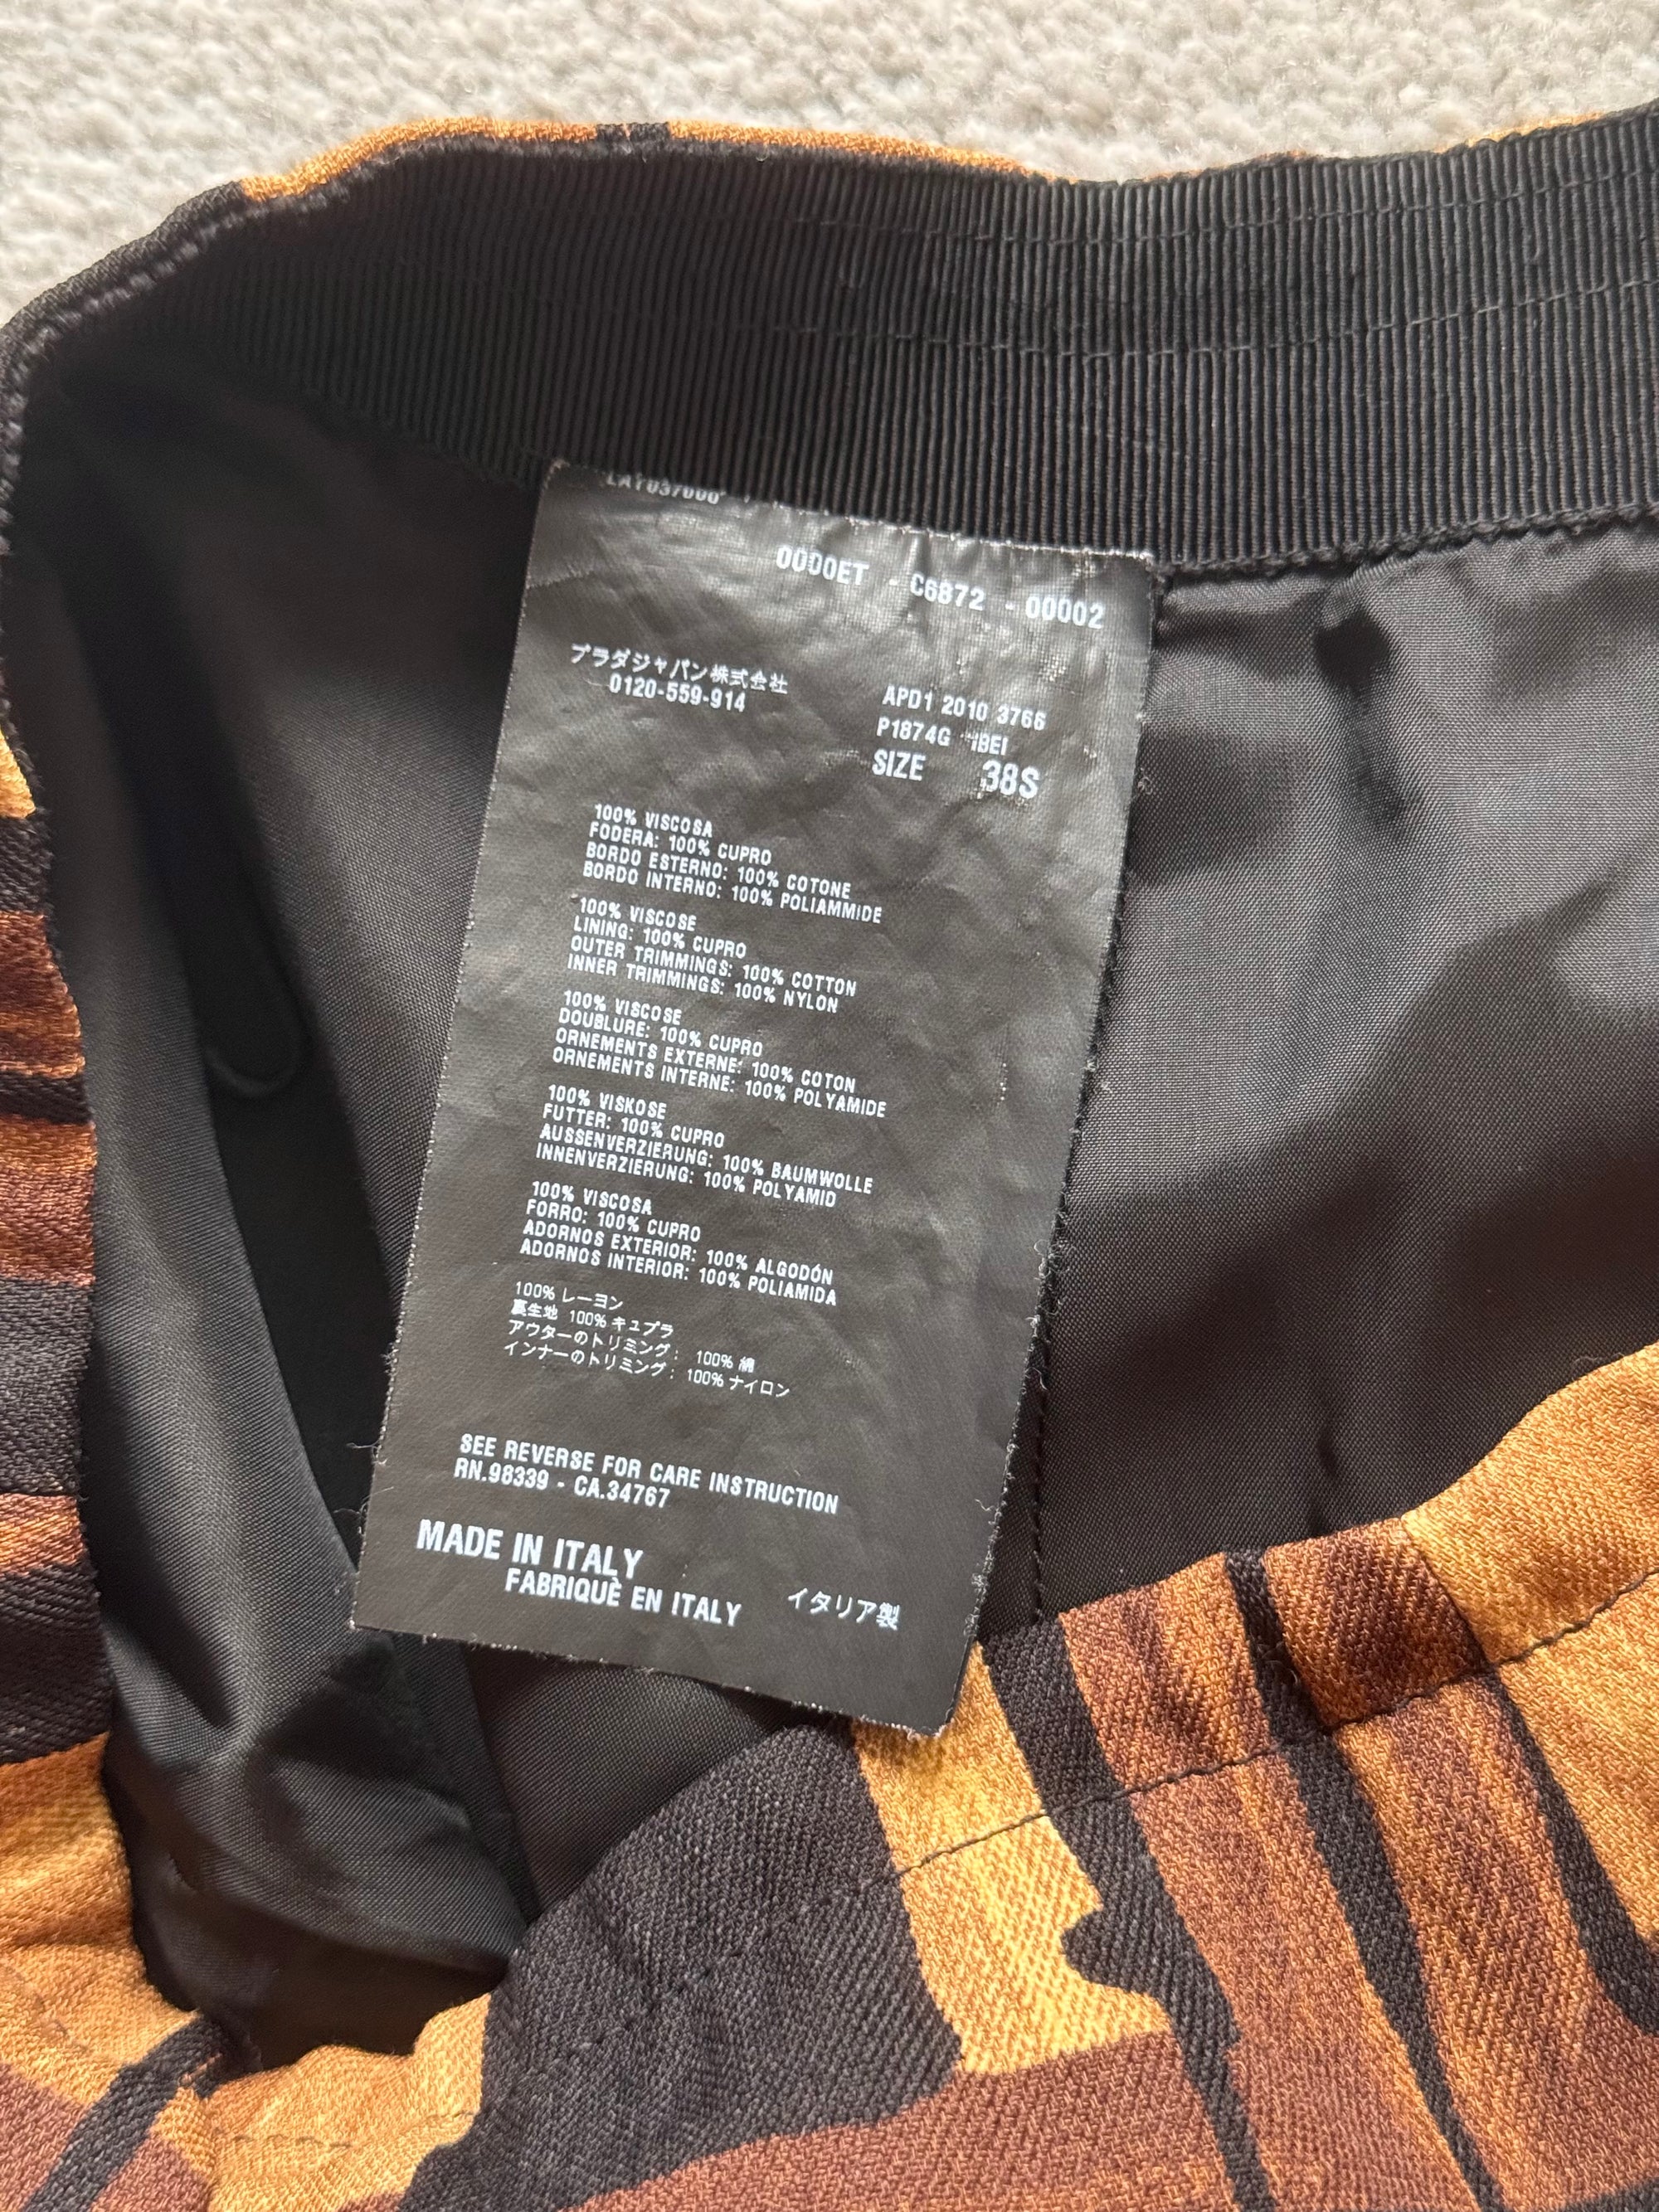 0000ET - C6872 - 00002
プラダジャパン株式会社
0120-559-914
APD1 2010 3766
P1874G
SIZE 38S
100% VISCOSA
FODERA: 100% CUPRO
BORDO ESTERNO: 100% COTONE
BORDO INTERNO: 100% POLIAMMIDE
100% VISCOSE
LINING: 100% CUPRO
OUTER TRIMMINGS: 100% COTTON
INNER TRIMMINGS: 100% NYLON
100% VISCOSE
DOUBLURE: 100% CUPRO
ORNEMENTS EXTERNE: 100% COTON
ORNEMENTS INTERNE: 100% POLYAMIDE
100% VISKOSE
FUTTER: 100% CUPRO
AUSSENVERZIERUNG: 100% BAUMWOLLE
INNENVERZIERUNG: 100% POLYAMID
100% VISCOSA
FORRO: 100% CUPRO
ADORNOS EXTERIOR: 100% ALGODÓN
ADORNOS INTERIOR: 100% POLIAMIDA
100% レーヨン
裏生地 100% キュプラ
アウターのトリミング: 100% 綿
インナーのトリミング: 100% ナイロン
SEE REVERSE FOR CARE INSTRUCTION
RN.98339 - CA.34767
MADE IN ITALY
FABRIQUÈ EN ITALY
イタリア製